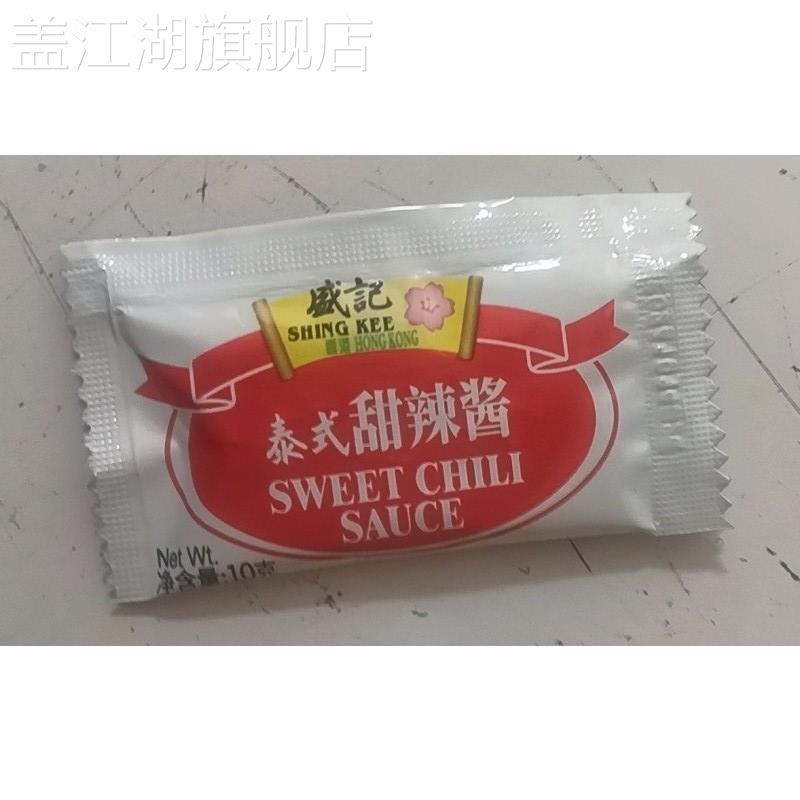 盖江湖旗舰店
盛記
SHING KEE
香港 HONG KONG
泰式甜辣酱
SWEET CHILI
SAUCE
Net Wt.
净含量:10克